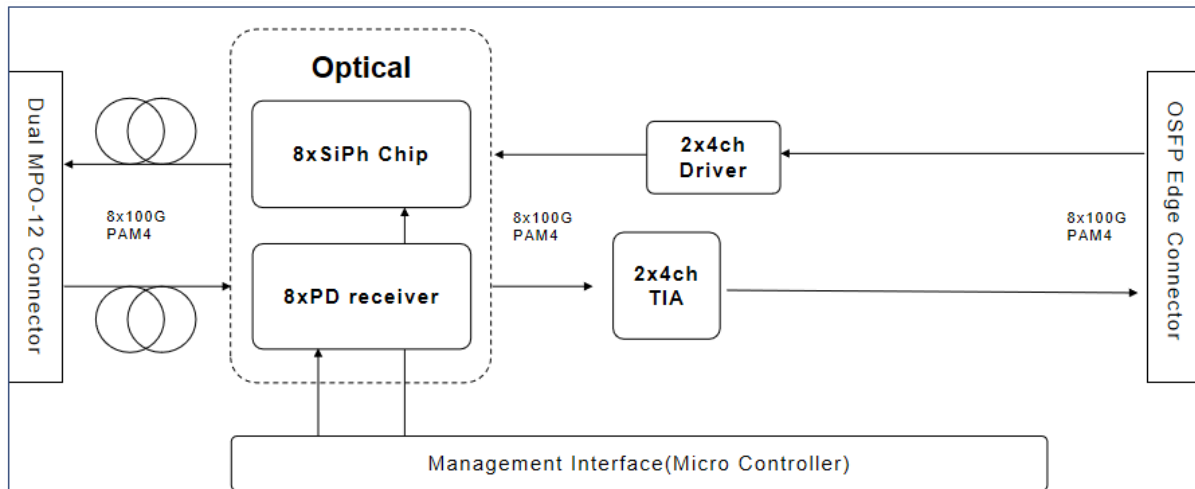 Dual MPO-12 Connector
8x100G
PAM4
Optical
8xSiPh Chip
8xPD receiver
8x100G
PAM4
2x4ch
Driver
2x4ch
TIA
8x100G
PAM4
OSFP Edge Connector
Management Interface(Micro Controller)